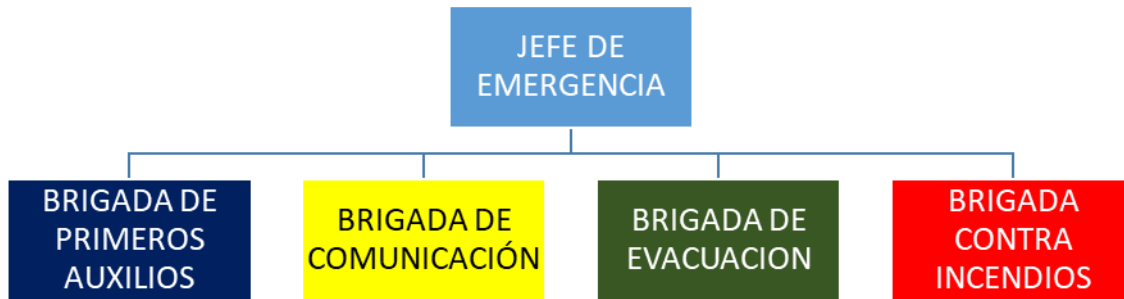 JEFE DE
EMERGENCIA
BRIGADA DE
PRIMEROS
AUXILIOS
BRIGADA DE
COMUNICACIÓN
BRIGADA DE
EVACUACION
BRIGADA
CONTRA
INCENDIOS